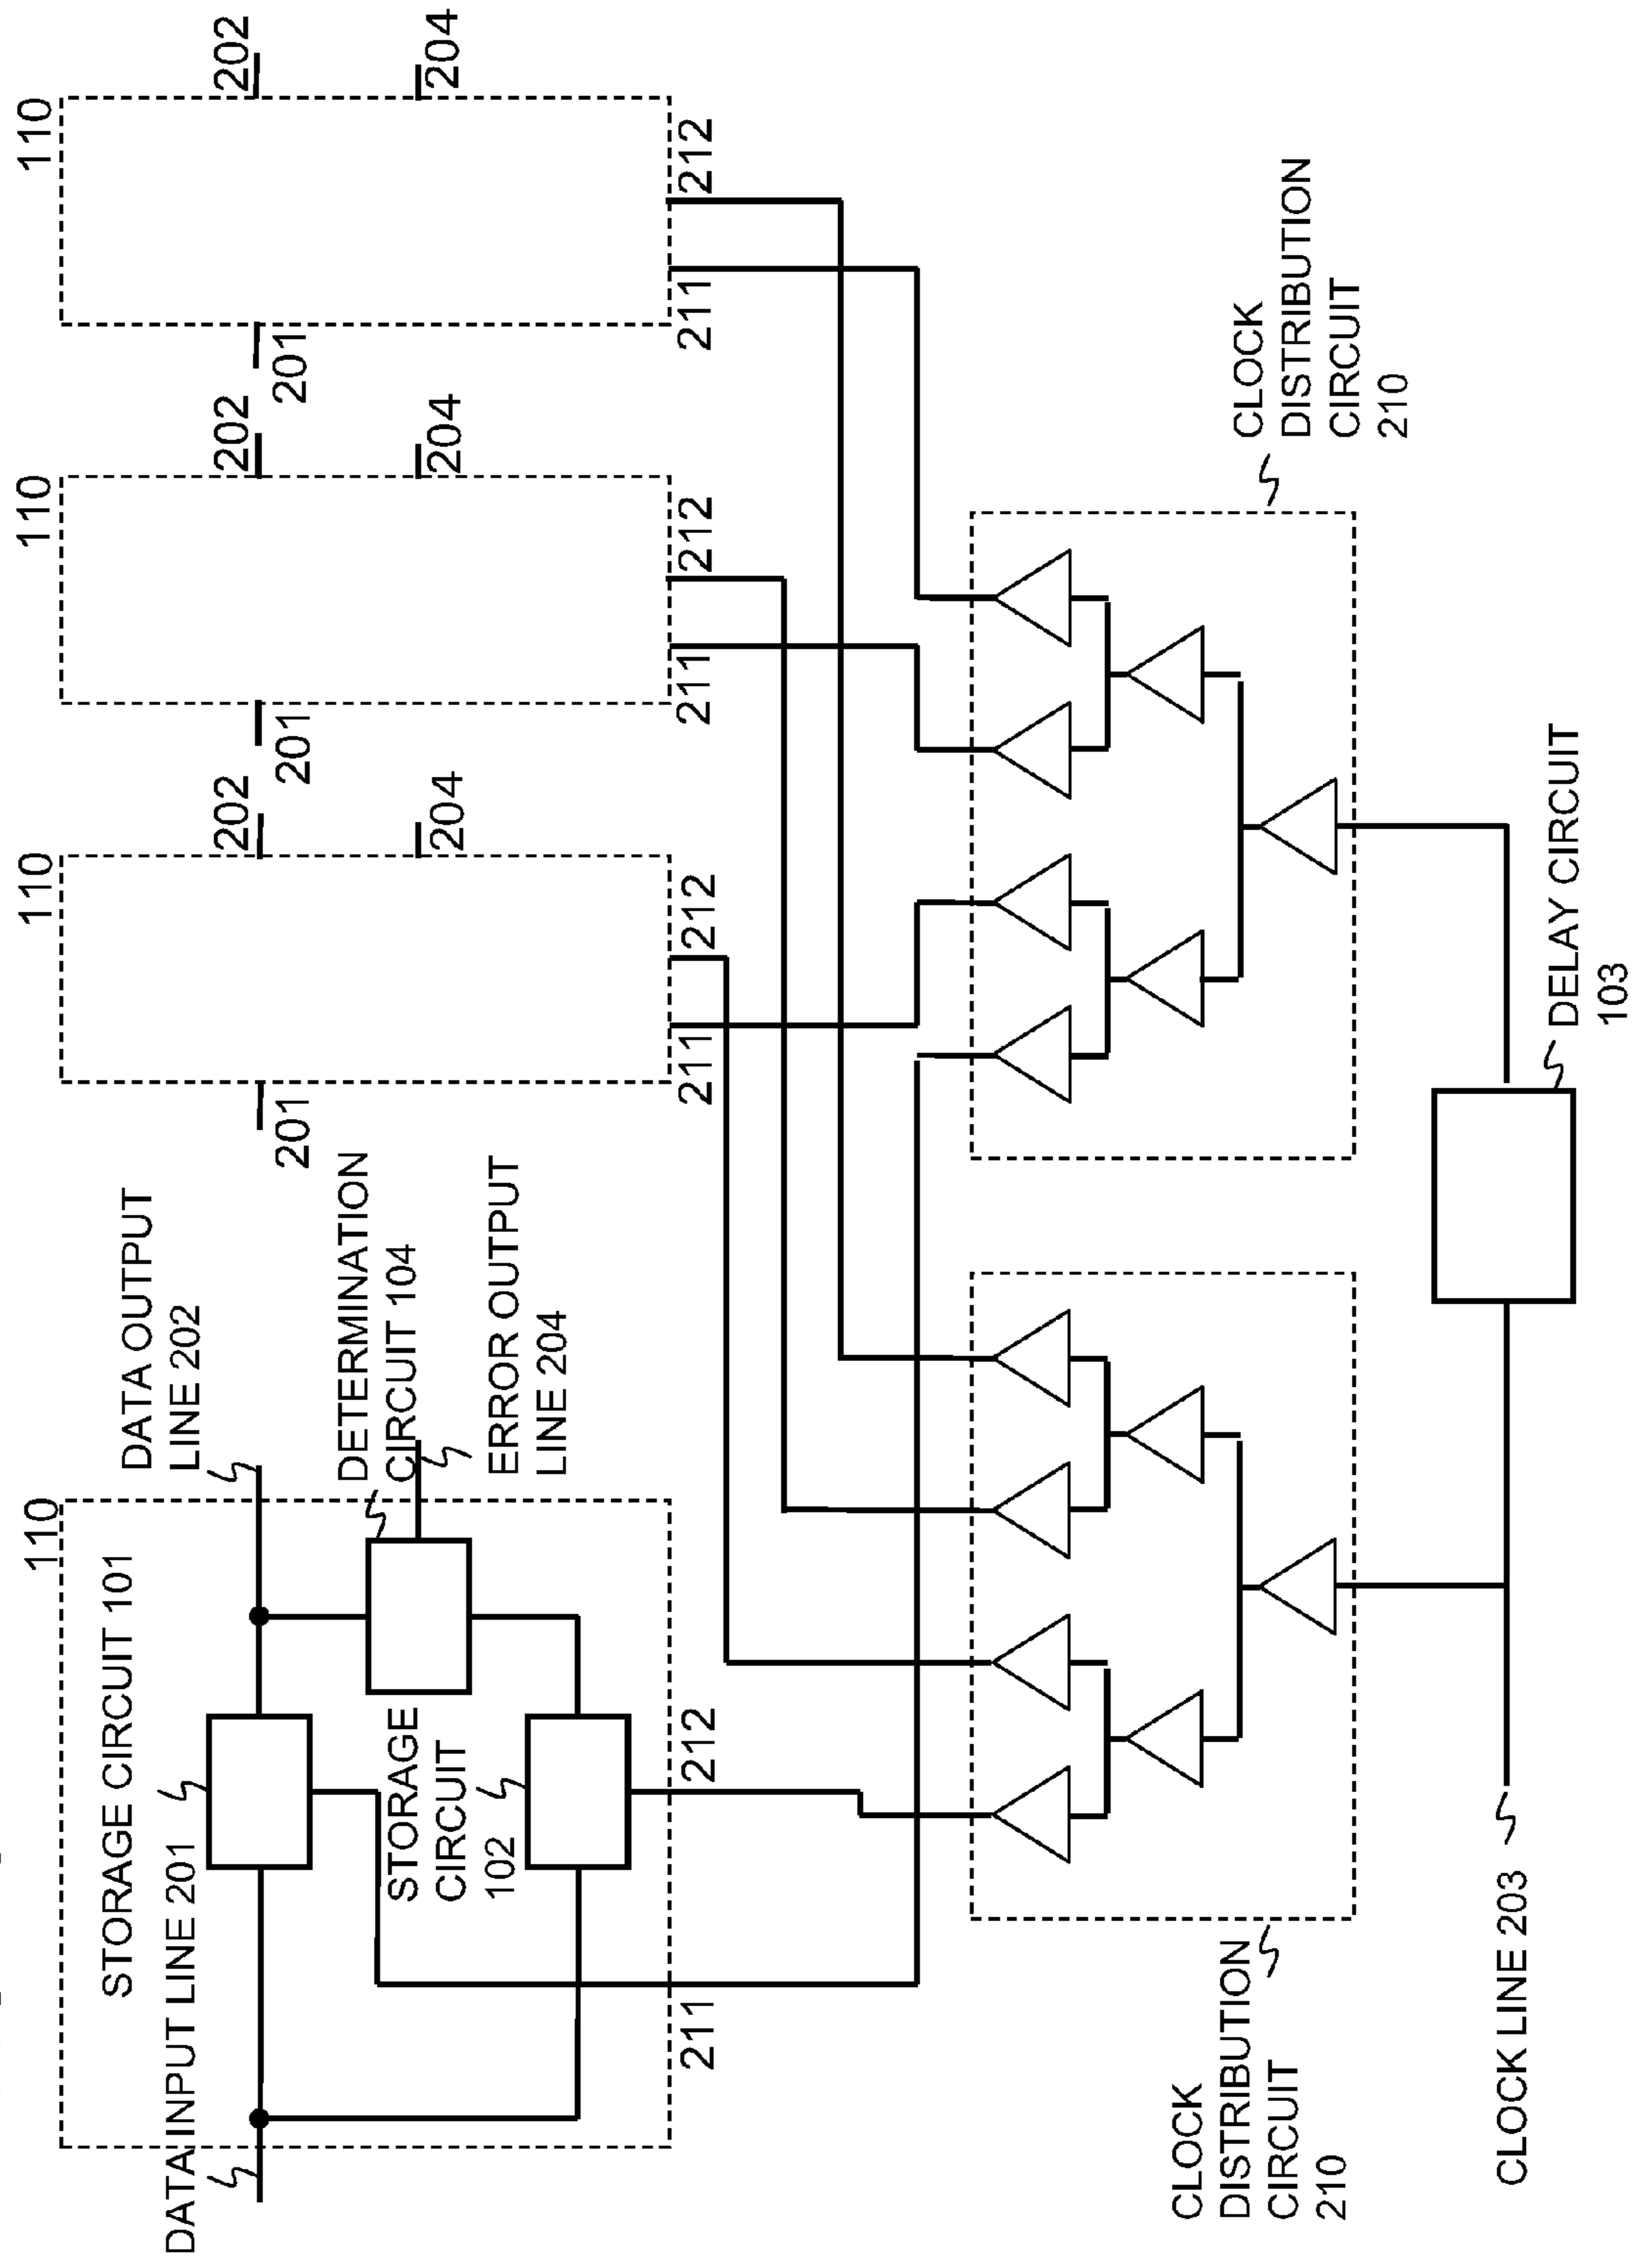 110
STORAGE CIRCUIT 101
DATA INPUT LINE 201
DATA OUTPUT
LINE 202
DETERMINATION
CIRCUIT 104
ERROR OUTPUT
LINE 204
STORAGE
CIRCUIT
102
211
212
110
201
202
204
211
212
110
201
202
204
211
212
110
201
202
204
211
212
CLOCK
DISTRIBUTION
CIRCUIT
210
CLOCK
DISTRIBUTION
CIRCUIT
210
CLOCK LINE 203
DELAY CIRCUIT
103